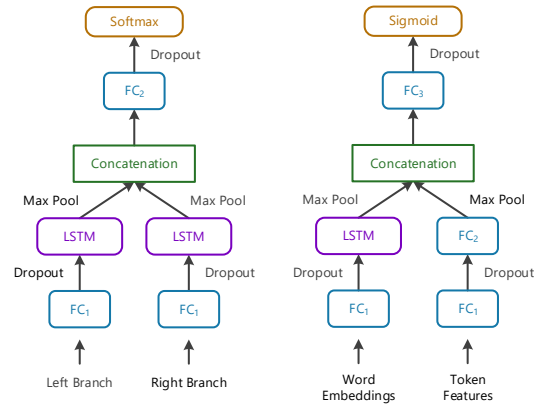 Softmax
Dropout
FC₂
Concatenation
Max Pool
Max Pool
LSTM
LSTM
Dropout
Dropout
FC₁
FC₁
Left Branch
Right Branch
Sigmoid
Dropout
FC₃
Concatenation
Max Pool
Max Pool
LSTM
FC₂
Dropout
Dropout
FC₁
FC₁
Word
Embeddings
Token
Features